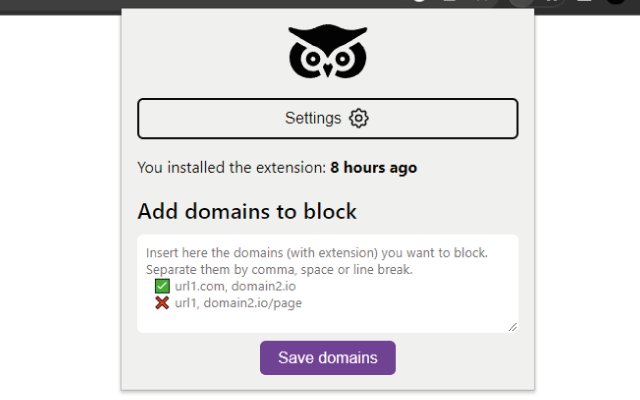 Settings
You installed the extension: 8 hours ago
Add domains to block
Insert here the domains (with extension) you want to block.
Separate them by comma, space or line break.
✅ url1.com, domain2.io
❌ url1, domain2.io/page
Save domains